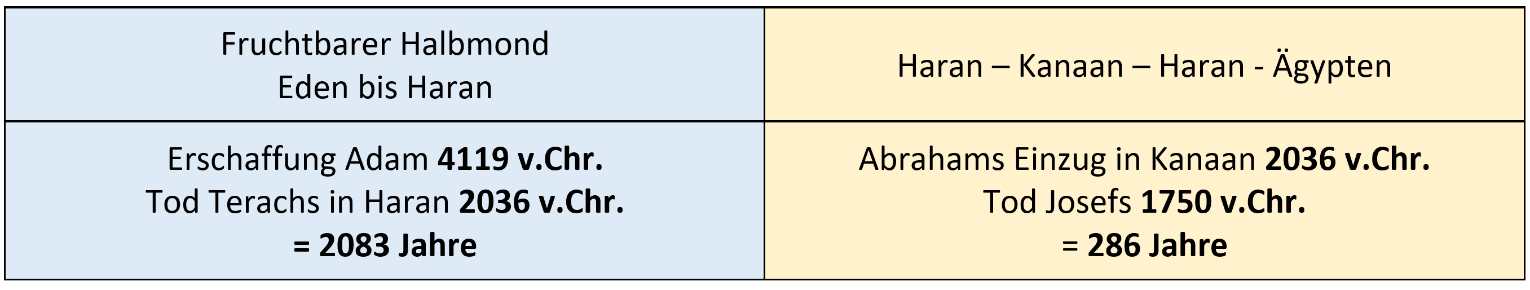 Fruchtbarer Halbmond
Eden bis Haran
Haran – Kanaan – Haran - Ägypten
Erschaffung Adam 4119 v.Chr.
Tod Terachs in Haran 2036 v.Chr.
= 2083 Jahre
Abrahams Einzug in Kanaan 2036 v.Chr.
Tod Josefs 1750 v.Chr.
= 286 Jahre